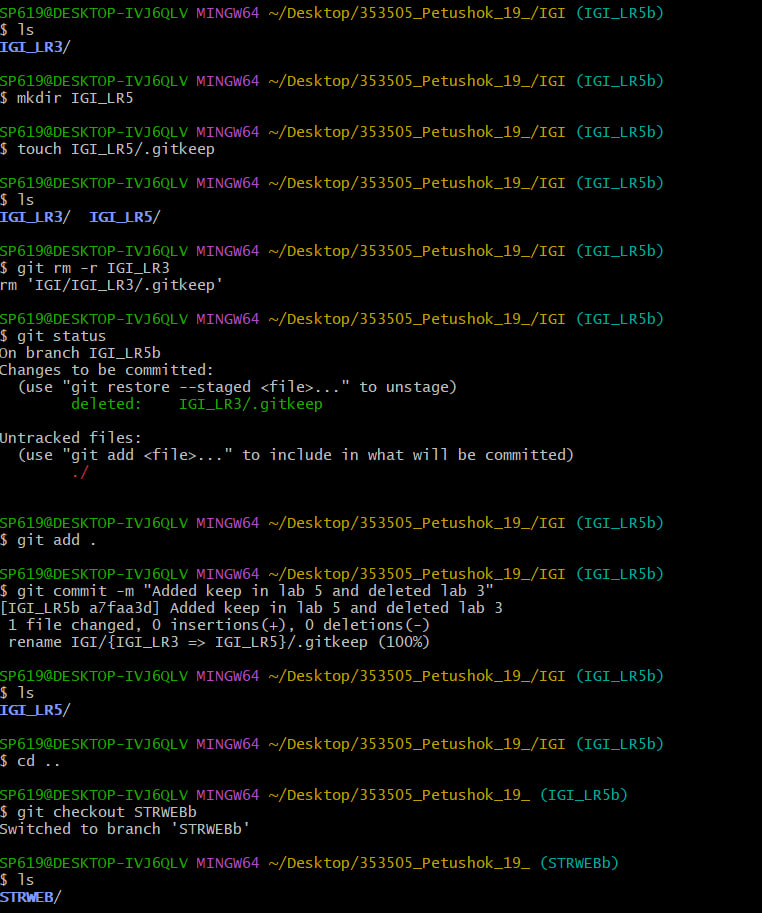 SP619@DESKTOP-IVJ6QLV MINGW64 ~/Desktop/353505_Petushok_19_/IGI (IGI_LR5b)
$ ls
IGI_LR3/
SP619@DESKTOP-IVJ6QLV MINGW64 ~/Desktop/353505_Petushok_19_/IGI (IGI_LR5b)
$ mkdir IGI_LR5
SP619@DESKTOP-IVJ6QLV MINGW64 ~/Desktop/353505_Petushok_19_/IGI (IGI_LR5b)
$ touch IGI_LR5/.gitkeep
SP619@DESKTOP-IVJ6QLV MINGW64 ~/Desktop/353505_Petushok_19_/IGI (IGI_LR5b)
$ ls
IGI_LR3/  IGI_LR5/
SP619@DESKTOP-IVJ6QLV MINGW64 ~/Desktop/353505_Petushok_19_/IGI (IGI_LR5b)
$ git rm -r IGI_LR3
rm 'IGI/IGI_LR3/.gitkeep'
SP619@DESKTOP-IVJ6QLV MINGW64 ~/Desktop/353505_Petushok_19_/IGI (IGI_LR5b)
$ git status
On branch IGI_LR5b
Changes to be committed:
  (use "git restore --staged <file>..." to unstage)
        deleted:    IGI_LR3/.gitkeep
Untracked files:
  (use "git add <file>..." to include in what will be committed)
        ./
SP619@DESKTOP-IVJ6QLV MINGW64 ~/Desktop/353505_Petushok_19_/IGI (IGI_LR5b)
$ git add .
SP619@DESKTOP-IVJ6QLV MINGW64 ~/Desktop/353505_Petushok_19_/IGI (IGI_LR5b)
$ git commit -m "Added keep in lab 5 and deleted lab 3"
[IGI_LR5b a7faa3d] Added keep in lab 5 and deleted lab 3
 1 file changed, 0 insertions(+), 0 deletions(-)
 rename IGI/{IGI_LR3 => IGI_LR5}/.gitkeep (100%)
SP619@DESKTOP-IVJ6QLV MINGW64 ~/Desktop/353505_Petushok_19_/IGI (IGI_LR5b)
$ ls
IGI_LR5/
SP619@DESKTOP-IVJ6QLV MINGW64 ~/Desktop/353505_Petushok_19_/IGI (IGI_LR5b)
$ cd ..
SP619@DESKTOP-IVJ6QLV MINGW64 ~/Desktop/353505_Petushok_19_ (IGI_LR5b)
$ git checkout STRWEBb
Switched to branch 'STRWEBb'
SP619@DESKTOP-IVJ6QLV MINGW64 ~/Desktop/353505_Petushok_19_ (STRWEBb)
$ ls
STRWEB/